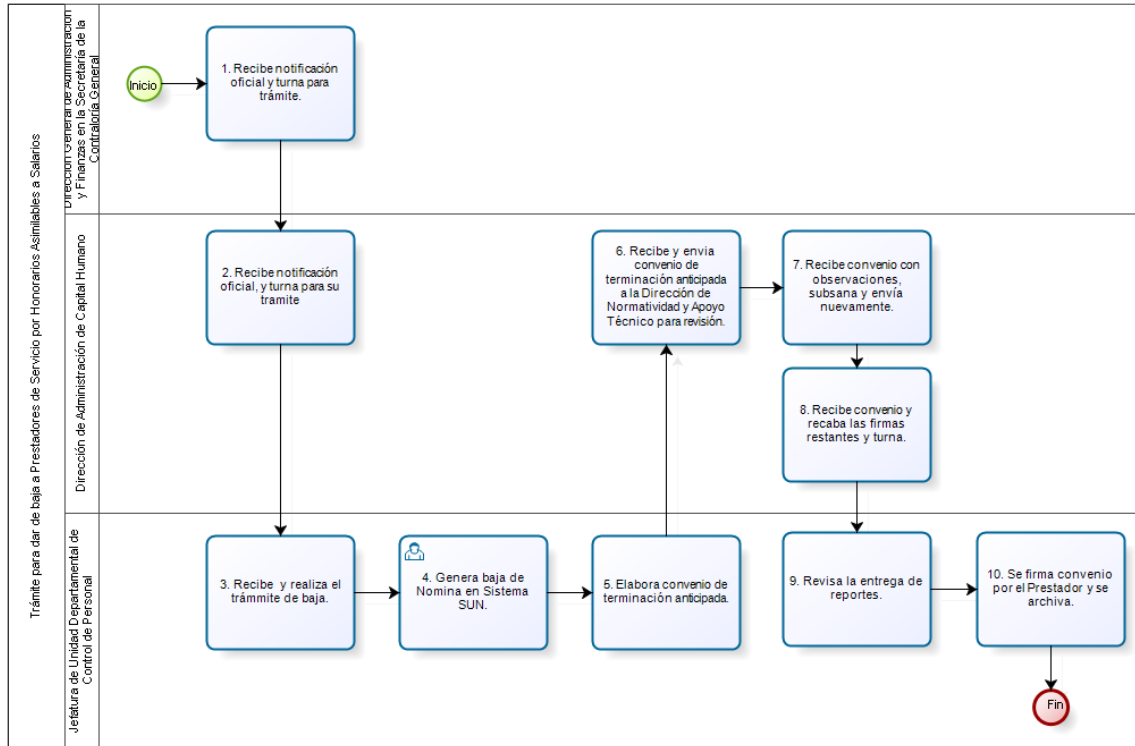 Trámite para dar de baja a Prestadores de Servicio por Honorarios Asimilables a Salarios
Dirección General de Administración
y Finanzas en la Secretaría de la
Contraloría General
Inicio
1. Recibe notificación
oficial y turna para
trámite.
Dirección de Administración de Capital Humano
2. Recibe notificación
oficial, y turna para su
tramite
6. Recibe y envia
convenio de
terminación anticipada
a la Dirección de
Normatividad y Apoyo
Técnico para revisión.
7. Recibe convenio con
observaciones,
subsana y envía
nuevamente.
8. Recibe convenio y
recaba las firmas
restantes y turna.
Jefatura de Unidad Departamental de
Control de Personal
3. Recibe y realiza el
trámmite de baja.
4. Genera baja de
Nomina en Sistema
SUN.
5. Elabora convenio de
terminación anticipada.
9. Revisa la entrega de
reportes.
10. Se firma convenio
por el Prestador y se
archiva.
Fin